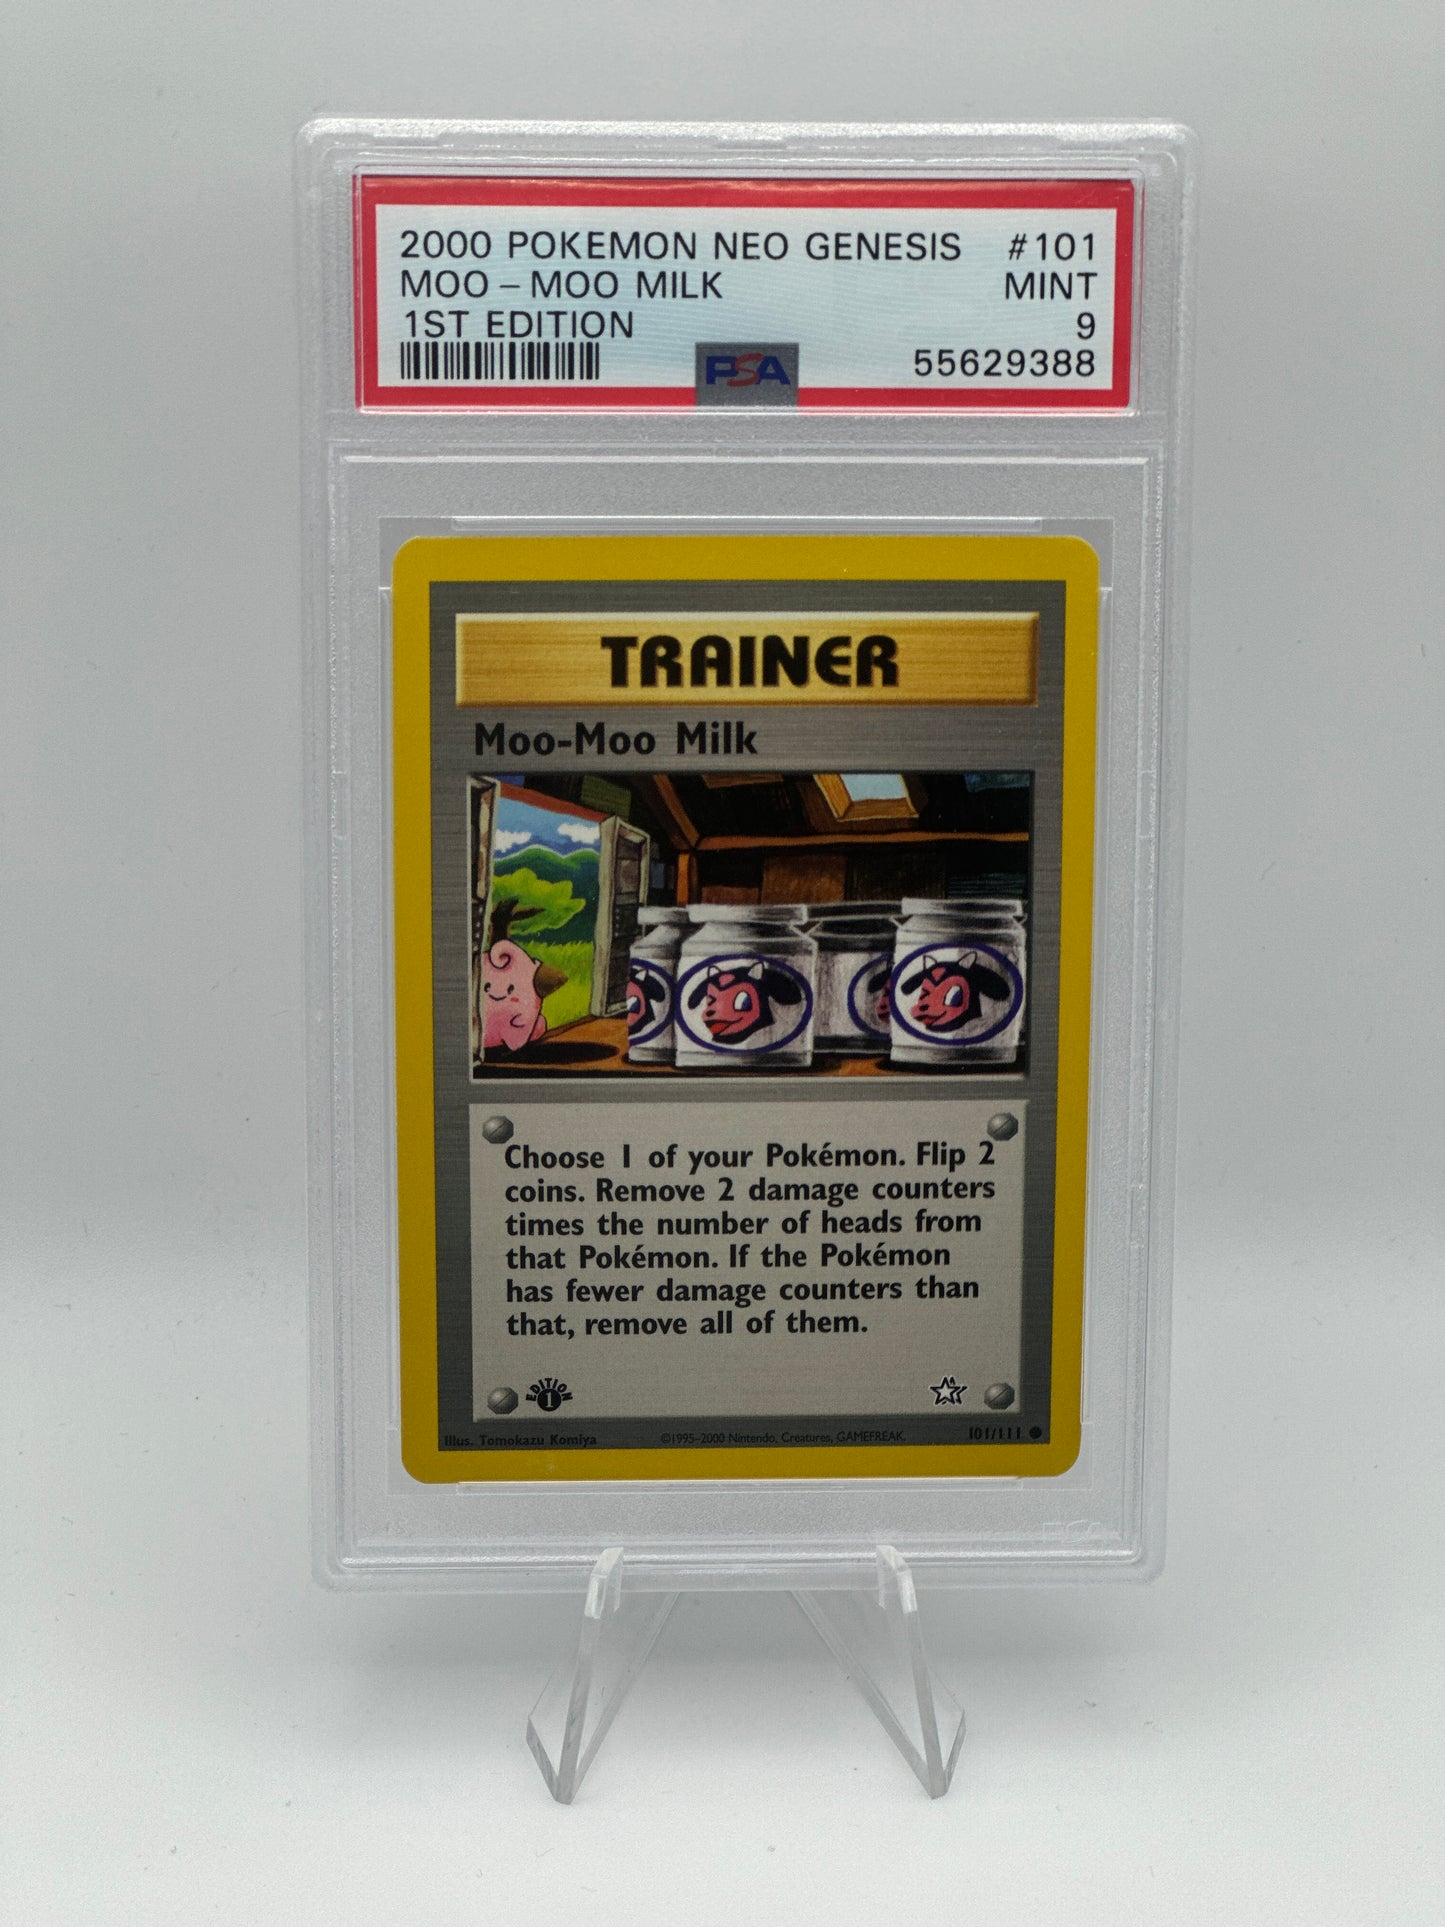 2000 POKEMON NEO GENESIS #101
MOO - MOO MILK MINT
1ST EDITION 9
PSA 55629388
TRAINER
Moo-Moo Milk
Choose 1 of your Pokémon. Flip 2
coins. Remove 2 damage counters
times the number of heads from
that Pokémon. If the Pokémon
has fewer damage counters than
that, remove all of them.
EDITION 1
Illus. Tomokazu Komiya ©1995-2000 Nintendo, Creatures, GAMEFREAK. 101/111